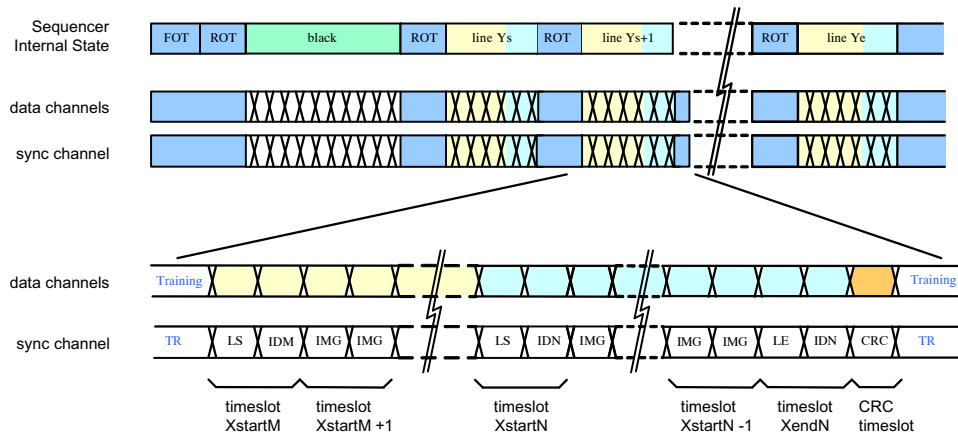 Sequencer
Internal State
FOT ROT black ROT line Ys ROT line Ys+1 ROT line Ye
data channels
sync channel
data channels
Training Training
sync channel
TR LS IDM IMG IMG LS IDN IMG IMG IMG LE IDN CRC TR
timeslot timeslot timeslot timeslot timeslot CRC
XstartM XstartM +1 XstartN XstartN -1 XendN timeslot